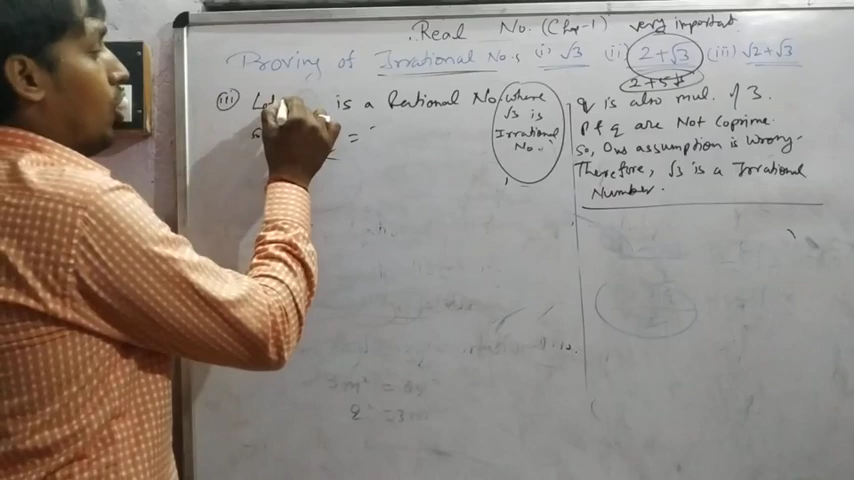 Real No. (Chap-1) very important
Proving of Irrational No.s (i) √3 (ii) 2+√3 (iii) √2+√3
2+5√
(iii) Let is a Rational No. where
√3 is
Irrational
No.
=
q is also mul. of 3.
P & q are Not Coprime.
So, Our assumption is Wrong.
Therefore, √3 is a Irrational
Number.